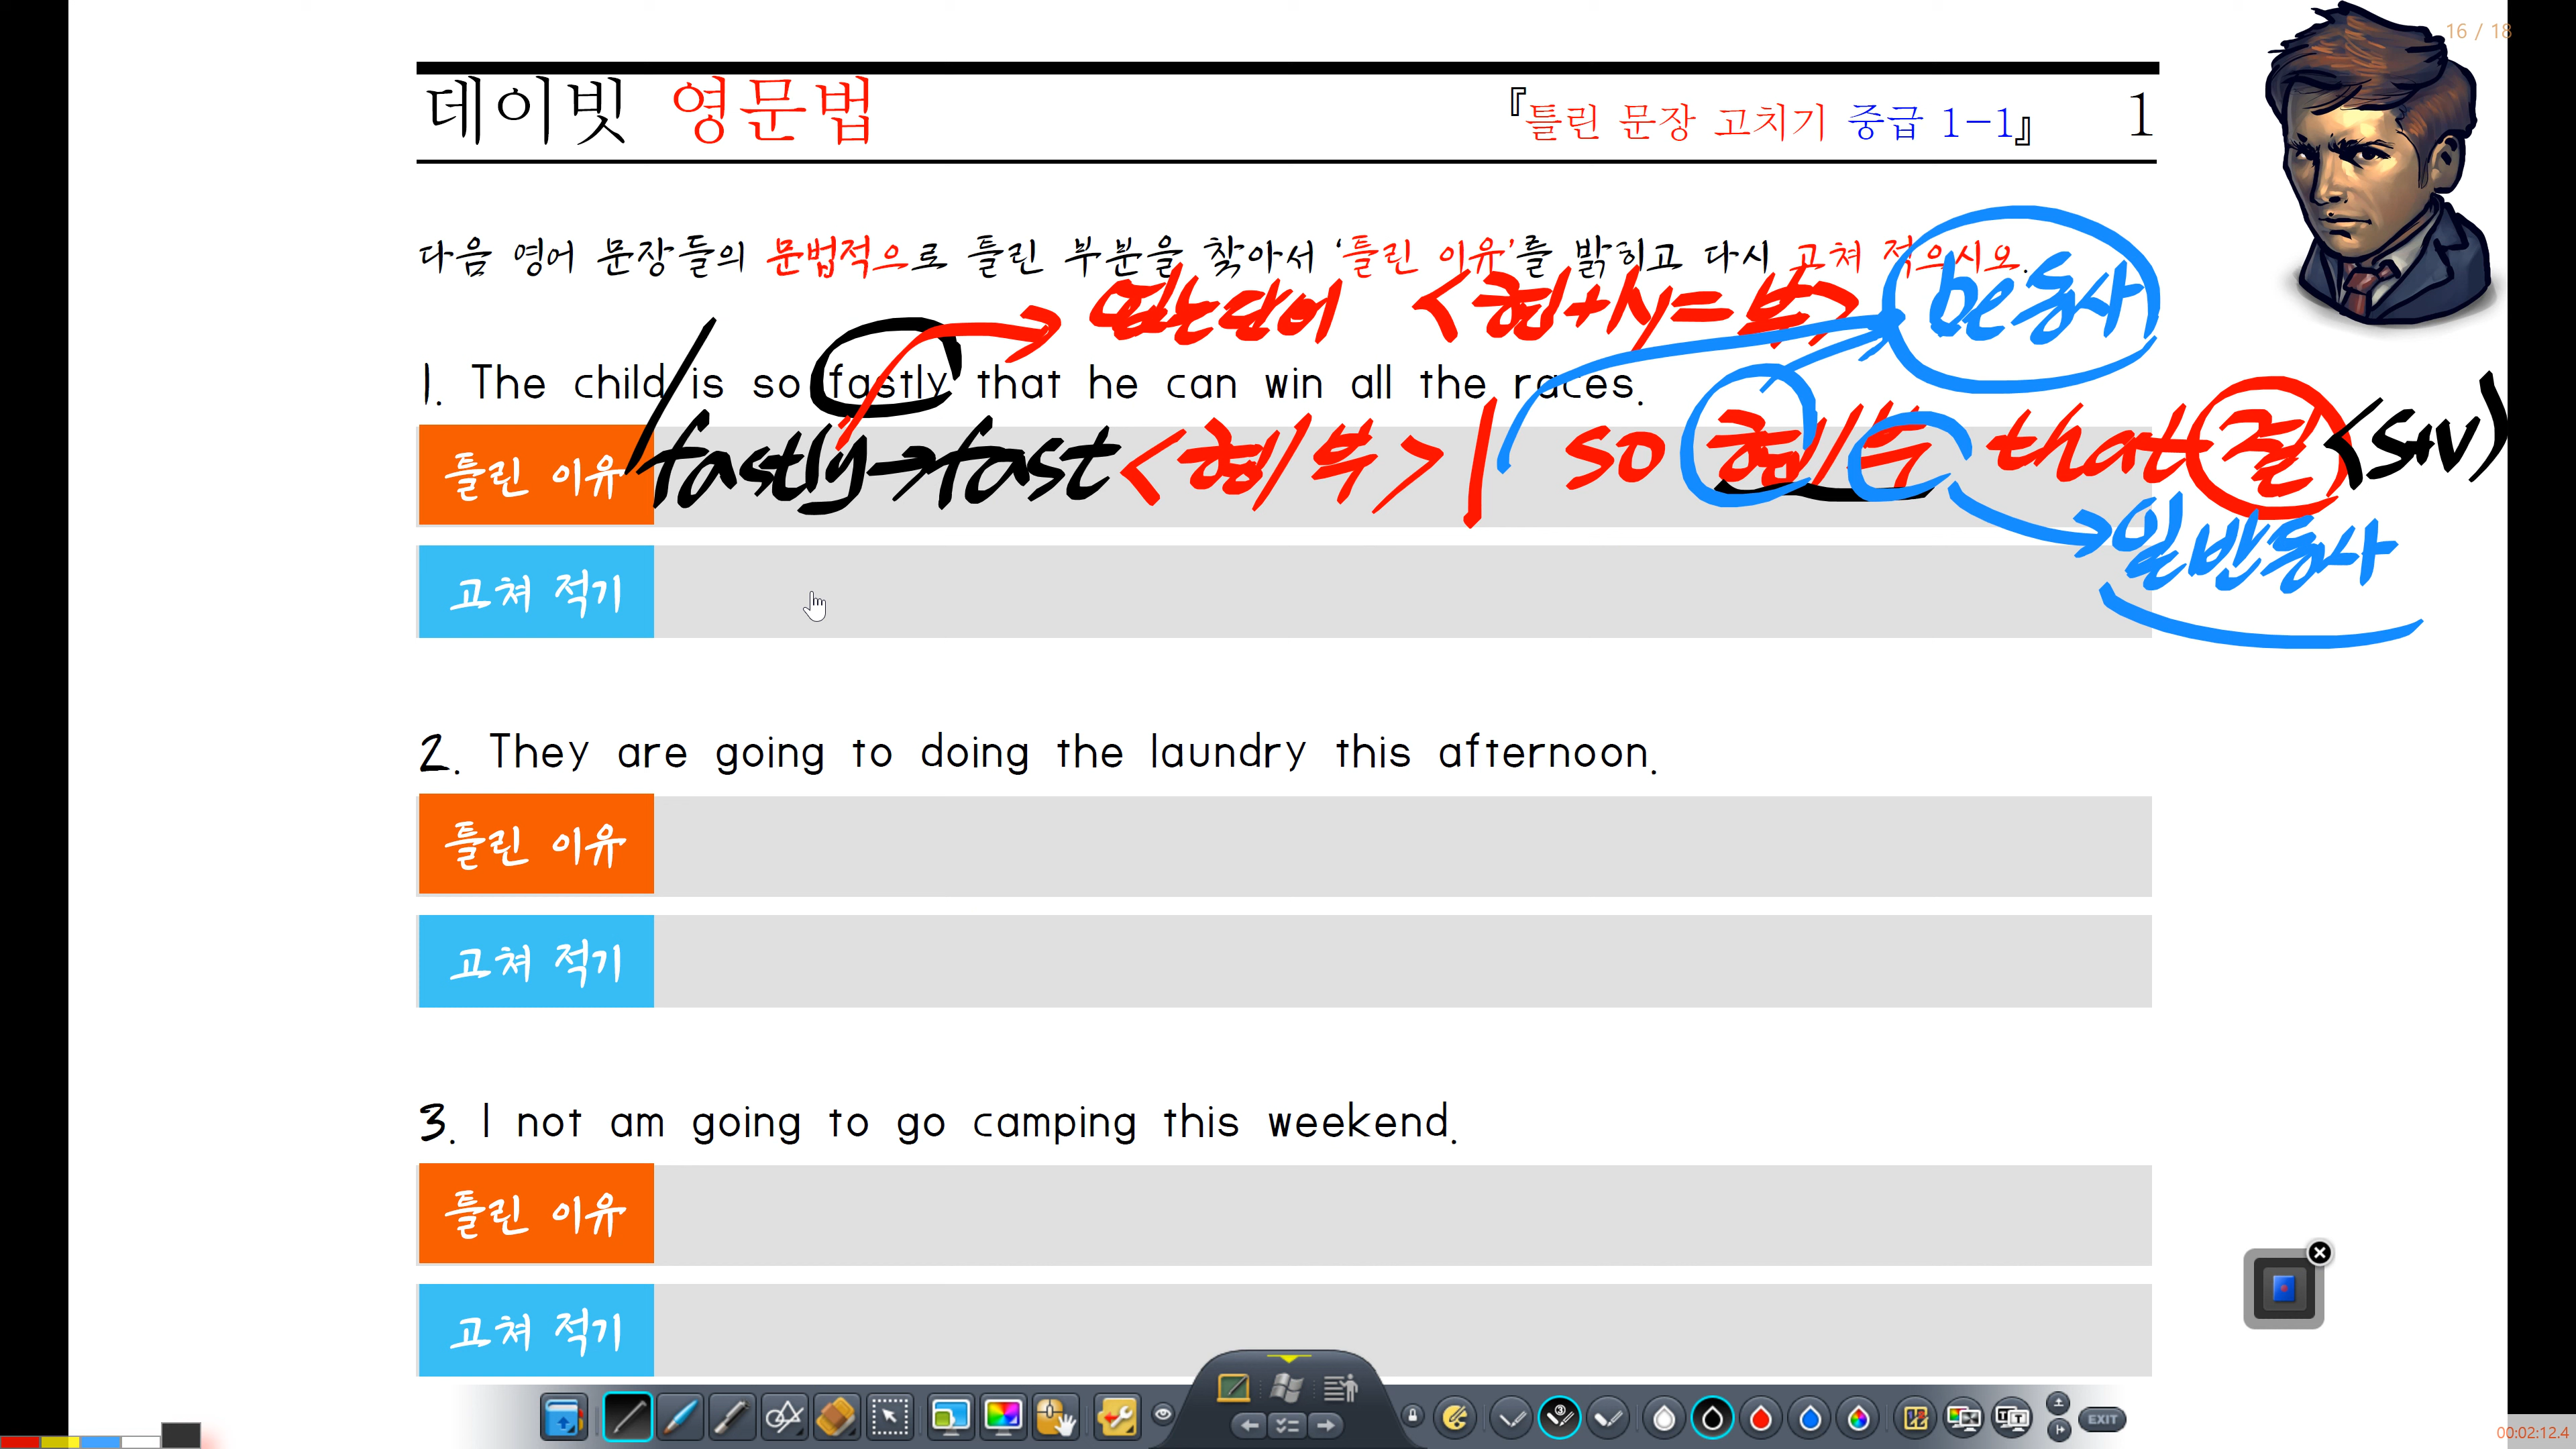 16 / 18
데이빗 영문법 『틀린 문장 고치기 중급 1-1』 1
다음 영어 문장들의 문법적으로 틀린 부분을 찾아서 '틀린 이유'를 밝히고 다시 고쳐 적으시오.
없는단어 <형+ly=부> be동사
1. The child is so fastly that he can win all the races.
틀린 이유 fastly→fast<형/부> | so 형/부 that 절<S+V)
일반동사
고쳐 적기
2. They are going to doing the laundry this afternoon.
틀린 이유
고쳐 적기
3. I not am going to go camping this weekend.
틀린 이유
고쳐 적기
EXIT
00:02:12.4